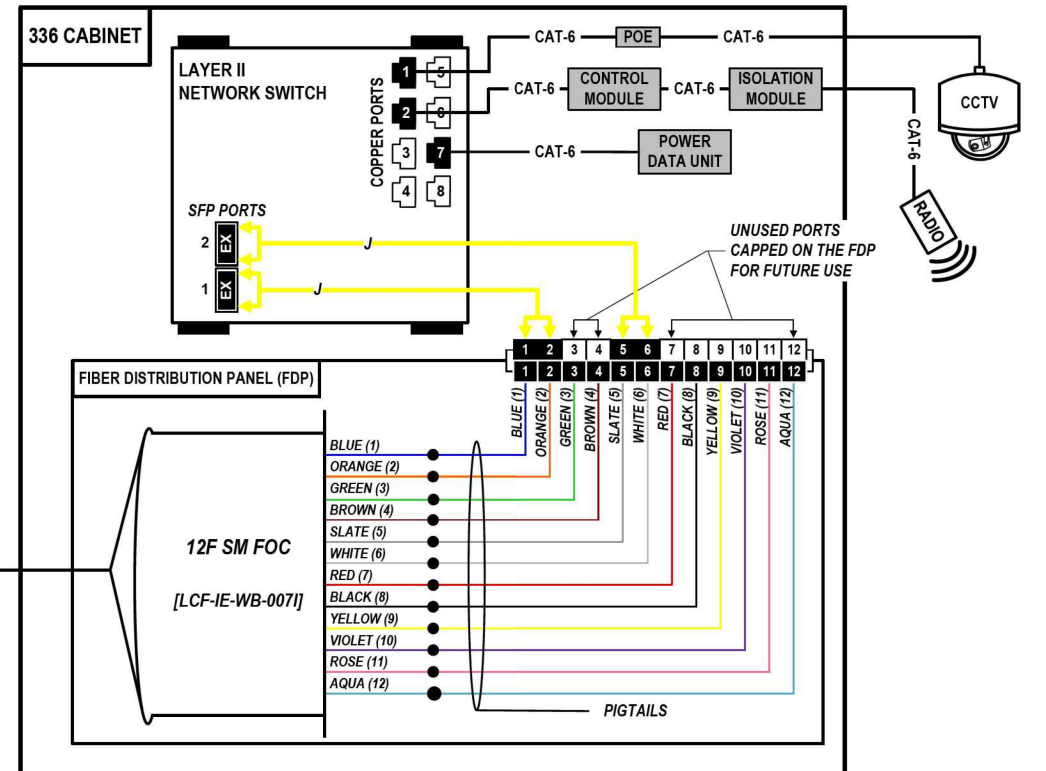 336 CABINET
LAYER II
NETWORK SWITCH
COPPER PORTS
1
5
2
6
3
7
4
8
CAT-6
POE
CAT-6
CAT-6
CONTROL
MODULE
CAT-6
ISOLATION
MODULE
CAT-6
POWER
DATA UNIT
CCTV
CAT-6
RADIO
SFP PORTS
2
EX
1
EX
J
J
UNUSED PORTS
CAPPED ON THE FDP
FOR FUTURE USE
1 2 3 4 5 6 7 8 9 10 11 12
1 2 3 4 5 6 7 8 9 10 11 12
FIBER DISTRIBUTION PANEL (FDP)
BLUE (1)
ORANGE (2)
GREEN (3)
BROWN (4)
SLATE (5)
WHITE (6)
RED (7)
BLACK (8)
YELLOW (9)
VIOLET (10)
ROSE (11)
AQUA (12)
BLUE (1)
ORANGE (2)
GREEN (3)
BROWN (4)
SLATE (5)
WHITE (6)
RED (7)
BLACK (8)
YELLOW (9)
VIOLET (10)
ROSE (11)
AQUA (12)
12F SM FOC
[LCF-IE-WB-007I]
PIGTAILS